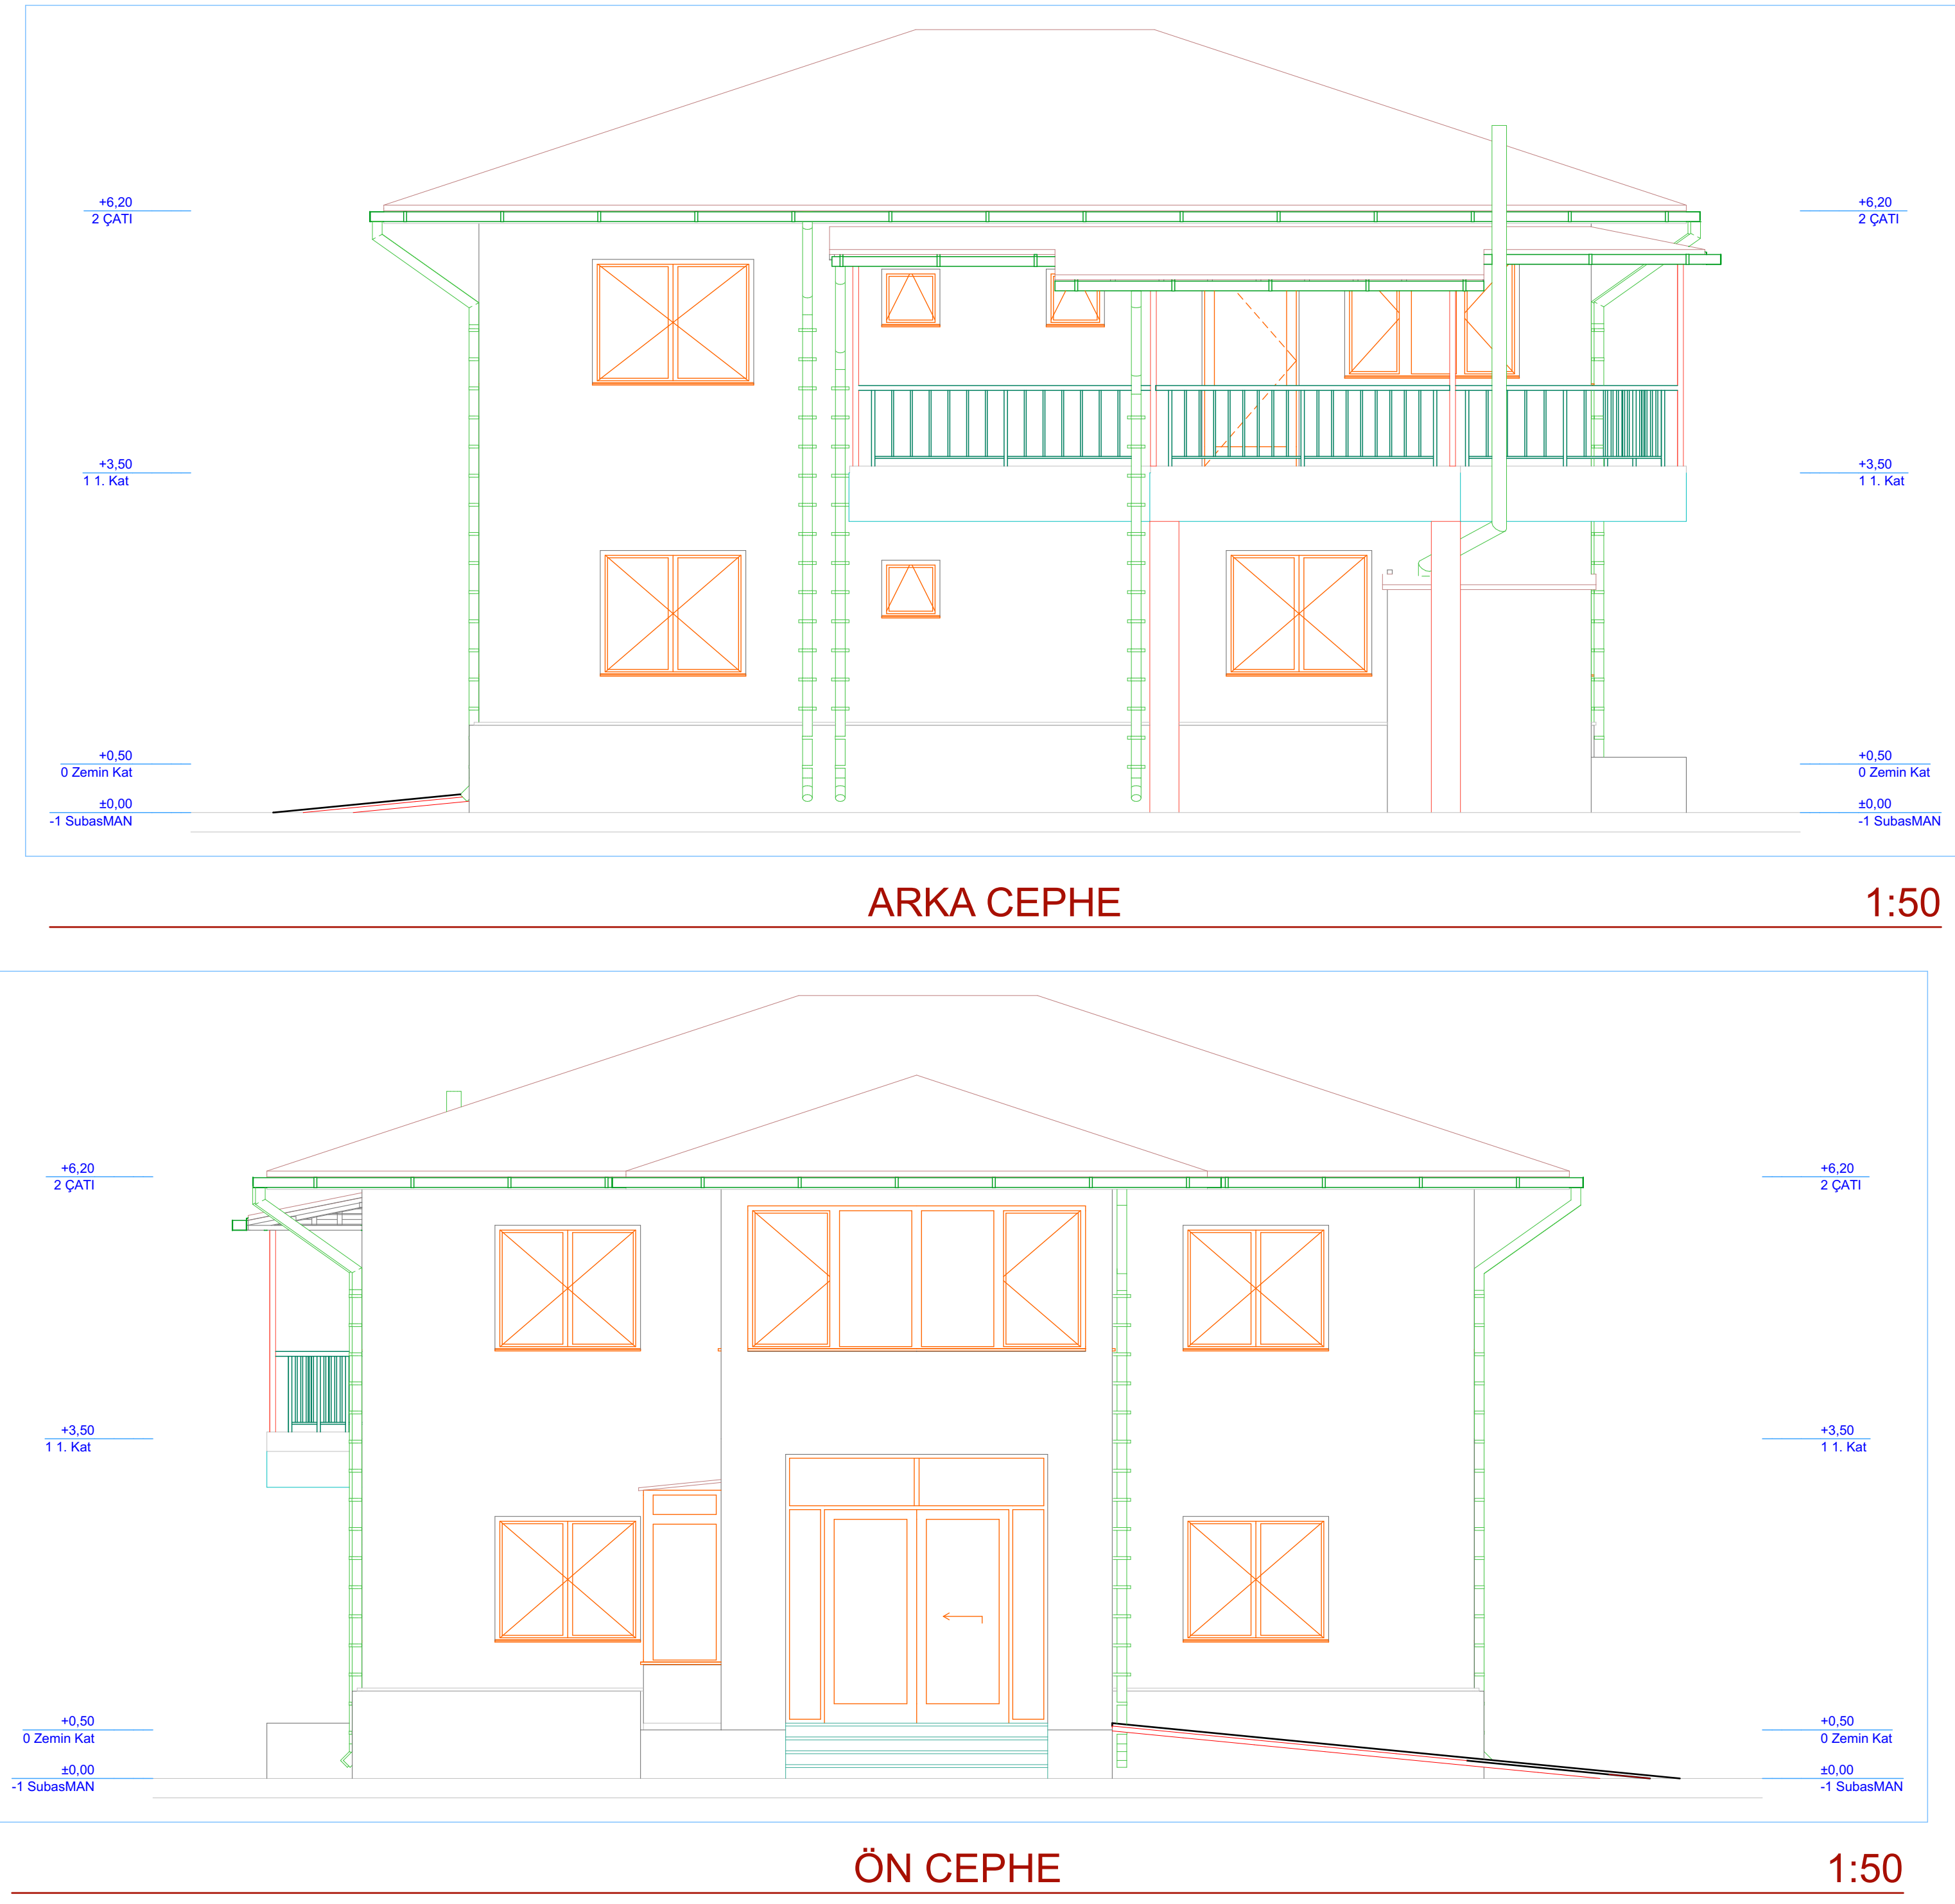 +6,20
2 ÇATI
+6,20
2 ÇATI
+3,50
1 1. Kat
+3,50
1 1. Kat
+0,50
0 Zemin Kat
+0,50
0 Zemin Kat
±0,00
-1 SubasMAN
±0,00
-1 SubasMAN
ARKA CEPHE
1:50
+6,20
2 ÇATI
+6,20
2 ÇATI
+3,50
1 1. Kat
+3,50
1 1. Kat
+0,50
0 Zemin Kat
+0,50
0 Zemin Kat
±0,00
-1 SubasMAN
±0,00
-1 SubasMAN
ÖN CEPHE
1:50